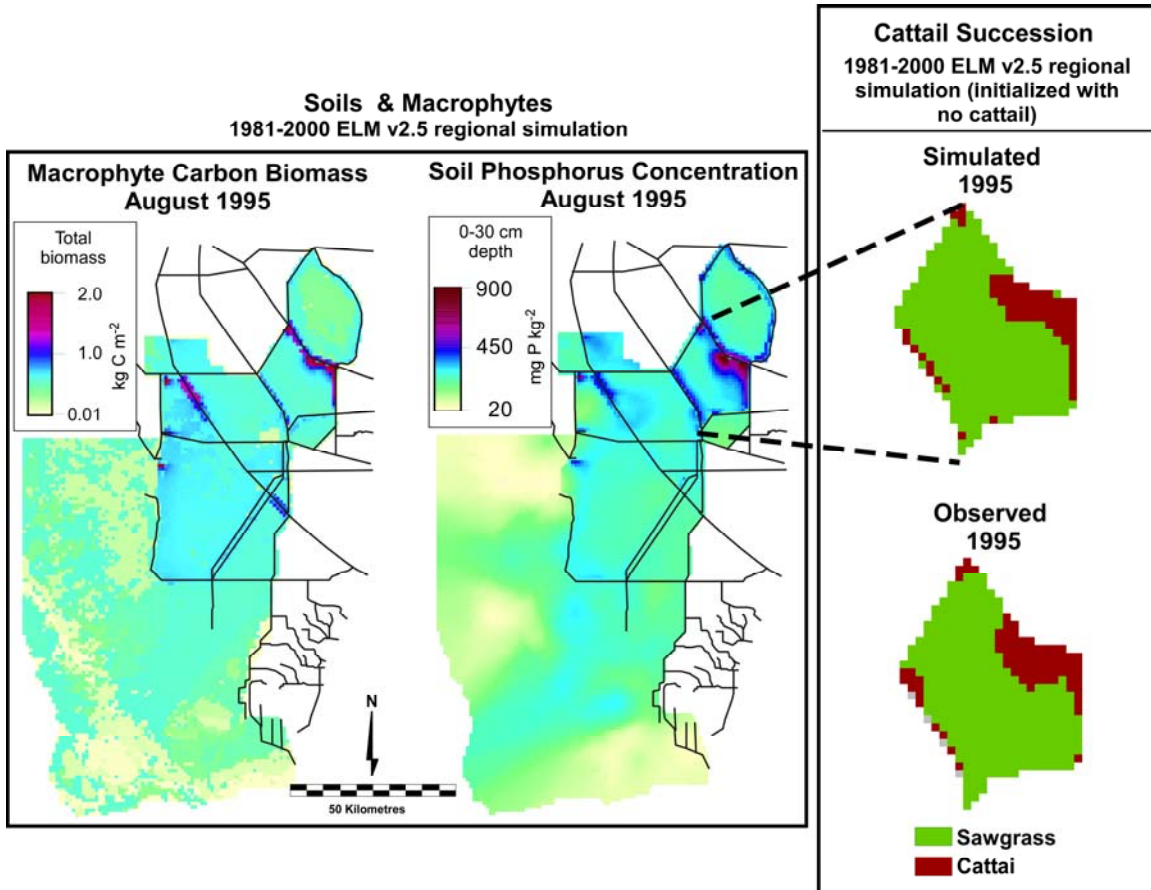 Soils & Macrophytes
1981-2000 ELM v2.5 regional simulation
Macrophyte Carbon Biomass
August 1995
Total
biomass
2.0
1.0
0.01
kg C m-2
Soil Phosphorus Concentration
August 1995
0-30 cm
depth
900
450
20
mg P kg-2
N
50 Kilometres
Cattail Succession
1981-2000 ELM v2.5 regional
simulation (initialized with
no cattail)
Simulated
1995
Observed
1995
Sawgrass
Cattai